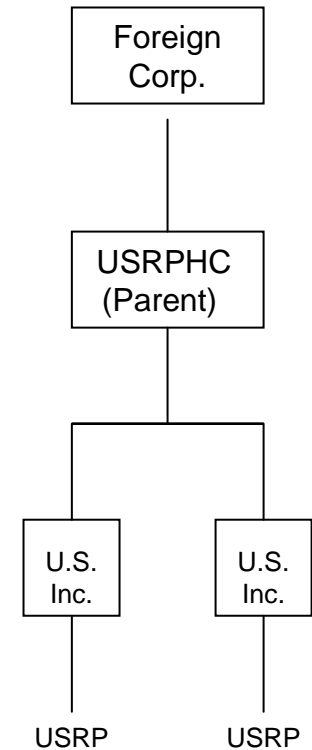 Foreign
Corp.
USRPHC
(Parent)
U.S.
Inc.
U.S.
Inc.
USRP
USRP